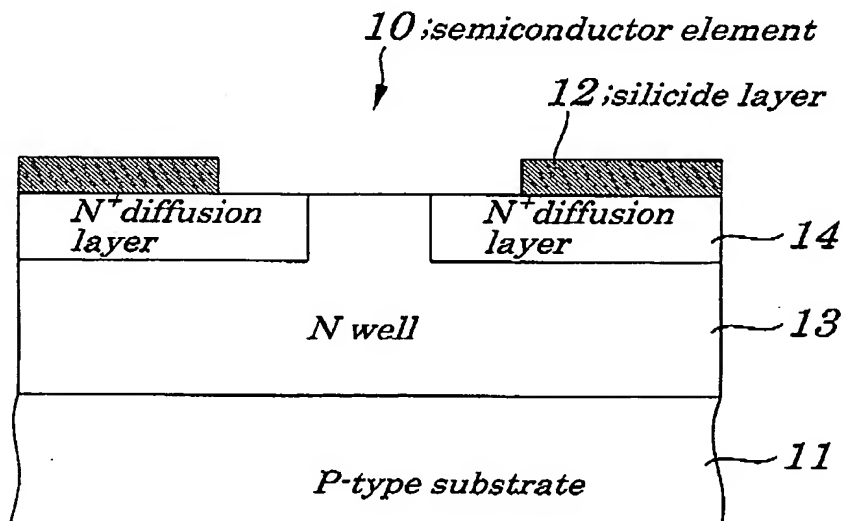 10 ;semiconductor element
12 ;silicide layer
N+ diffusion
layer
N+ diffusion
layer
14
N well
13
P-type substrate
11